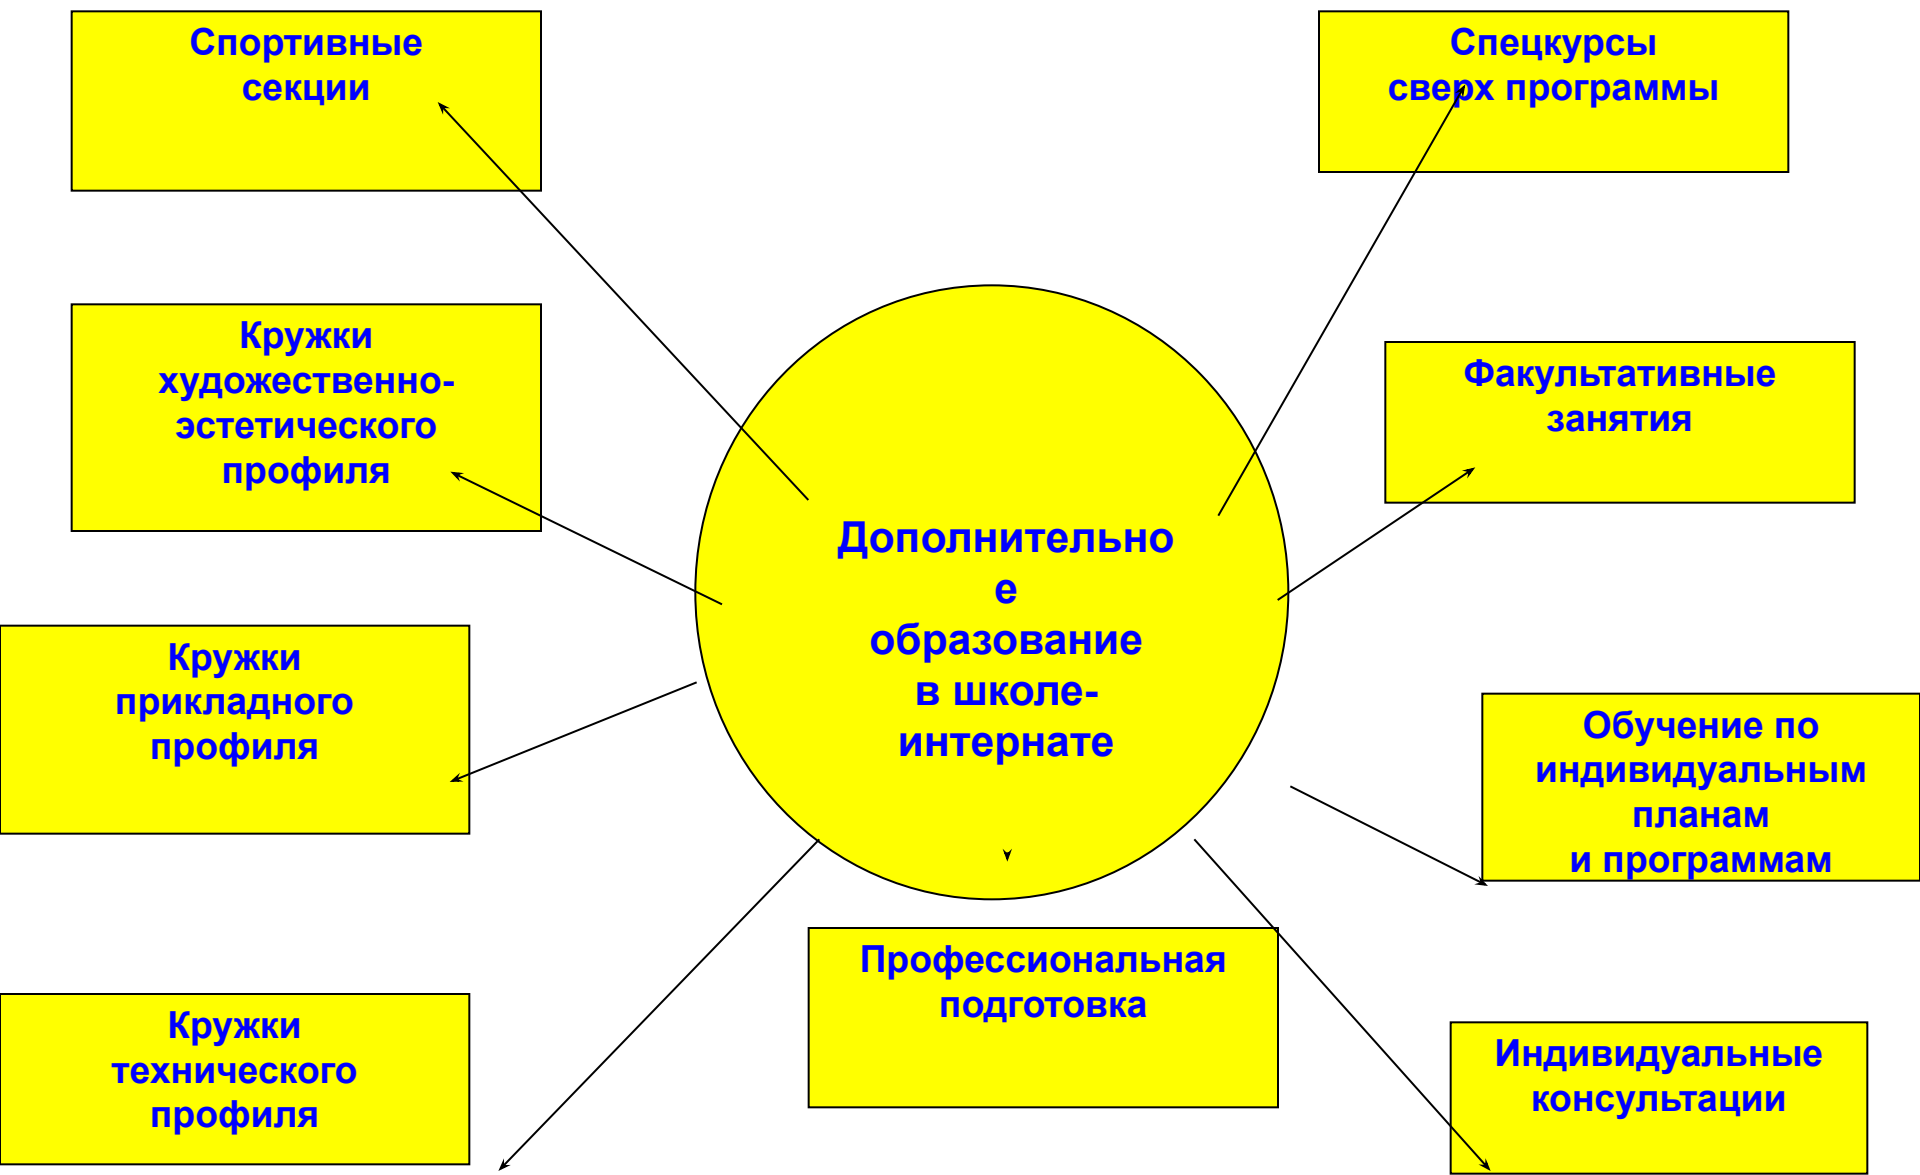 Спортивные
секции
Спецкурсы
сверх программы
Кружки
художественно-
эстетического
профиля
Факультативные
занятия
Дополнительно
е
образование
в школе-
интернате
Кружки
прикладного
профиля
Обучение по
индивидуальным
планам
и программам
Профессиональная
подготовка
Кружки
технического
профиля
Индивидуальные
консультации